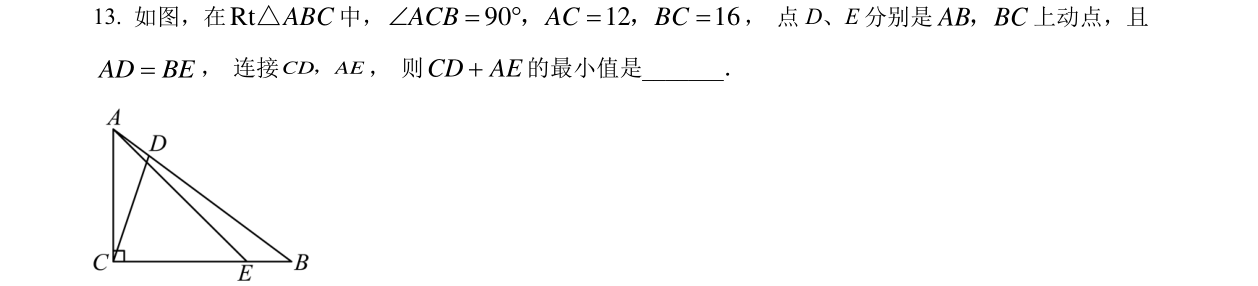 13. 如图，在Rt△ABC中，∠ACB=90°，AC=12，BC=16， 点 D、E分别是AB，BC上动点，且
AD=BE， 连接CD，AE， 则CD+AE的最小值是______．
A
D
C
E
B